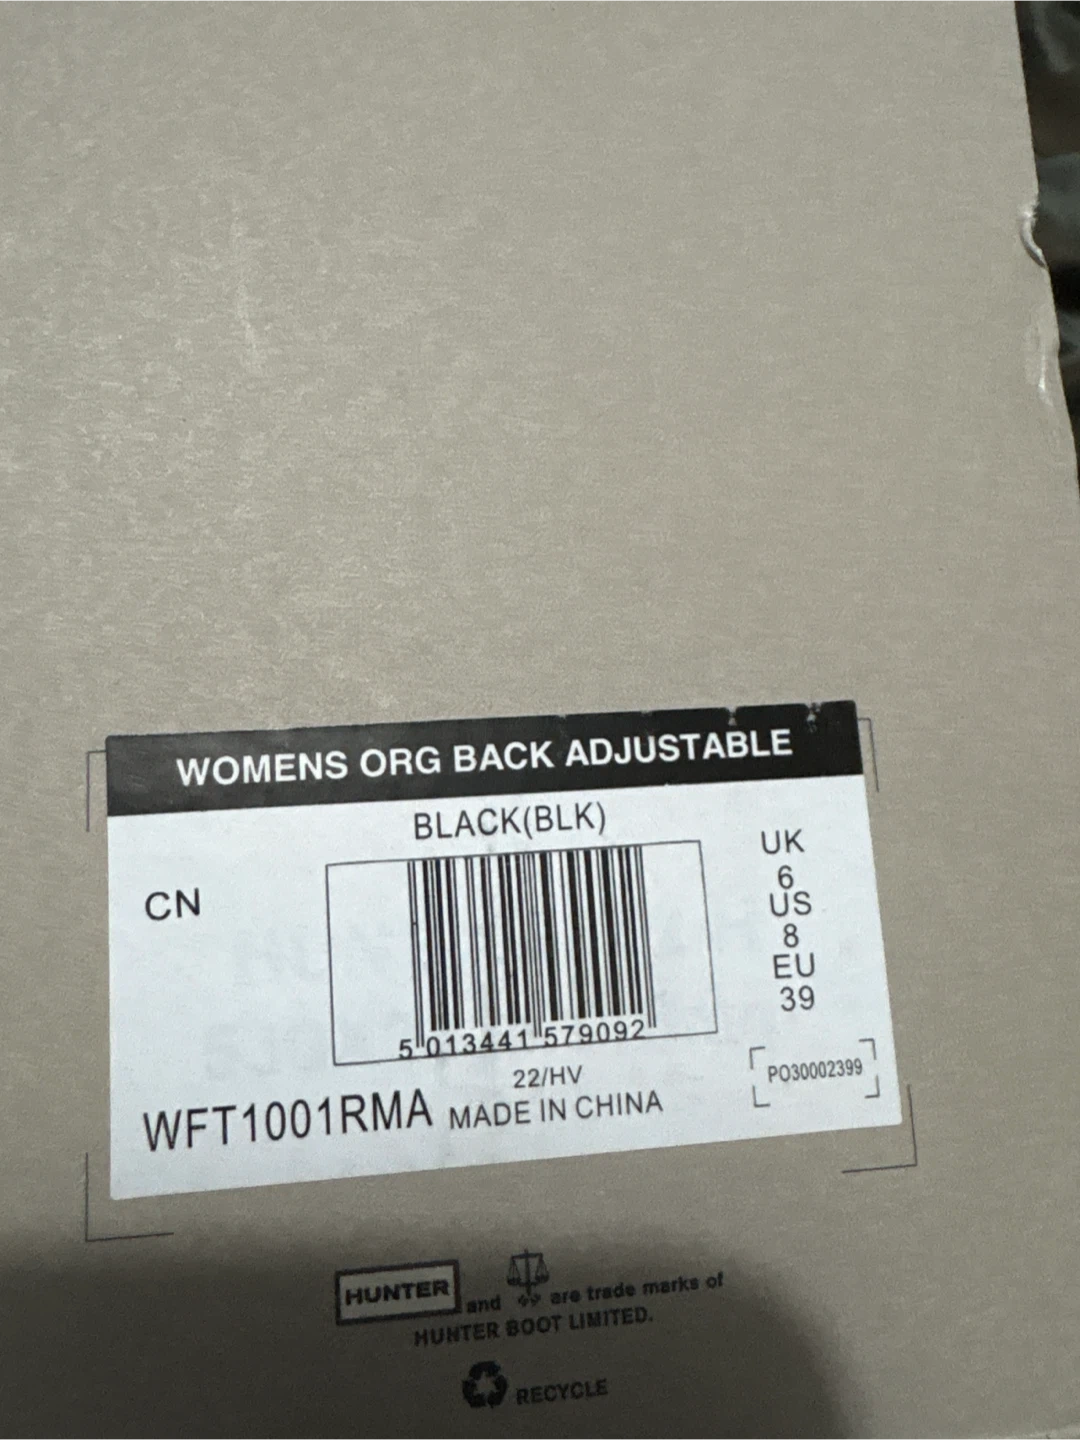 WOMENS ORG BACK ADJUSTABLE
BLACK(BLK)
CN
UK
6
US
8
EU
39
5 013441 579092
22/HV
PO30002399
WFT1001RMA MADE IN CHINA
HUNTER and are trade marks of
HUNTER BOOT LIMITED.
RECYCLE